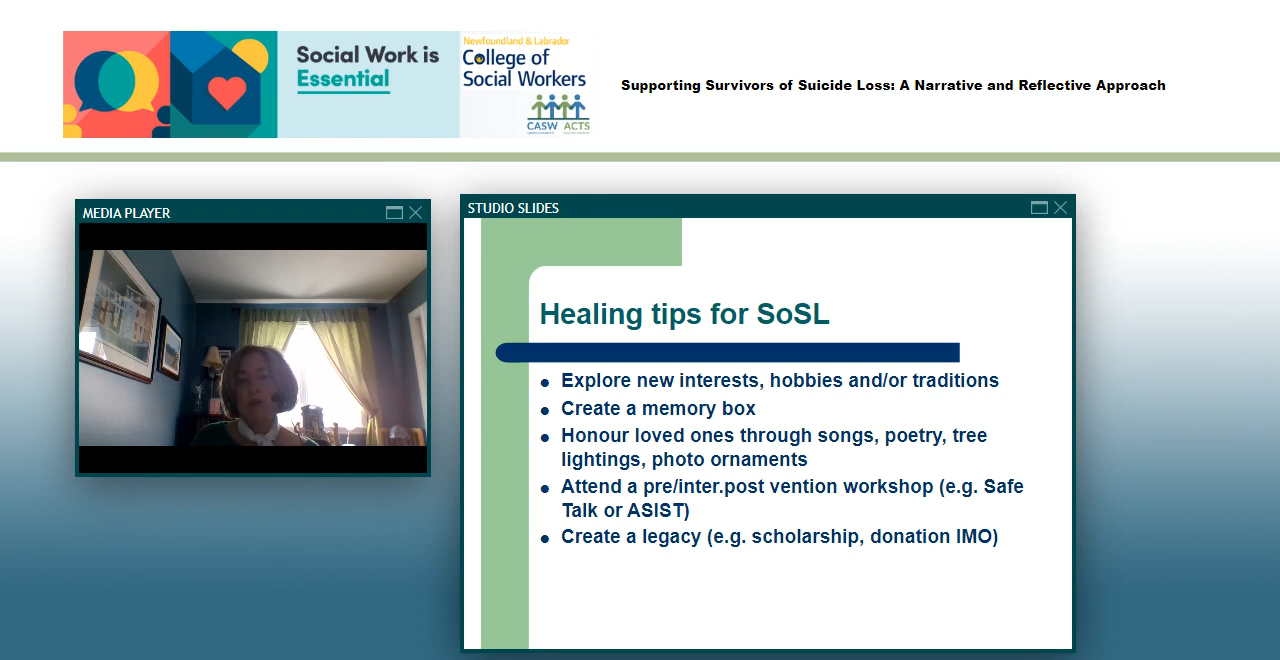 Social Work is
Essential
Newfoundland & Labrador
College of
Social Workers
CASW ACTS
Supporting Survivors of Suicide Loss: A Narrative and Reflective Approach
MEDIA PLAYER
STUDIO SLIDES
Healing tips for SoSL
• Explore new interests, hobbies and/or traditions
• Create a memory box
• Honour loved ones through songs, poetry, tree
lightings, photo ornaments
• Attend a pre/inter.post vention workshop (e.g. Safe
Talk or ASIST)
• Create a legacy (e.g. scholarship, donation IMO)